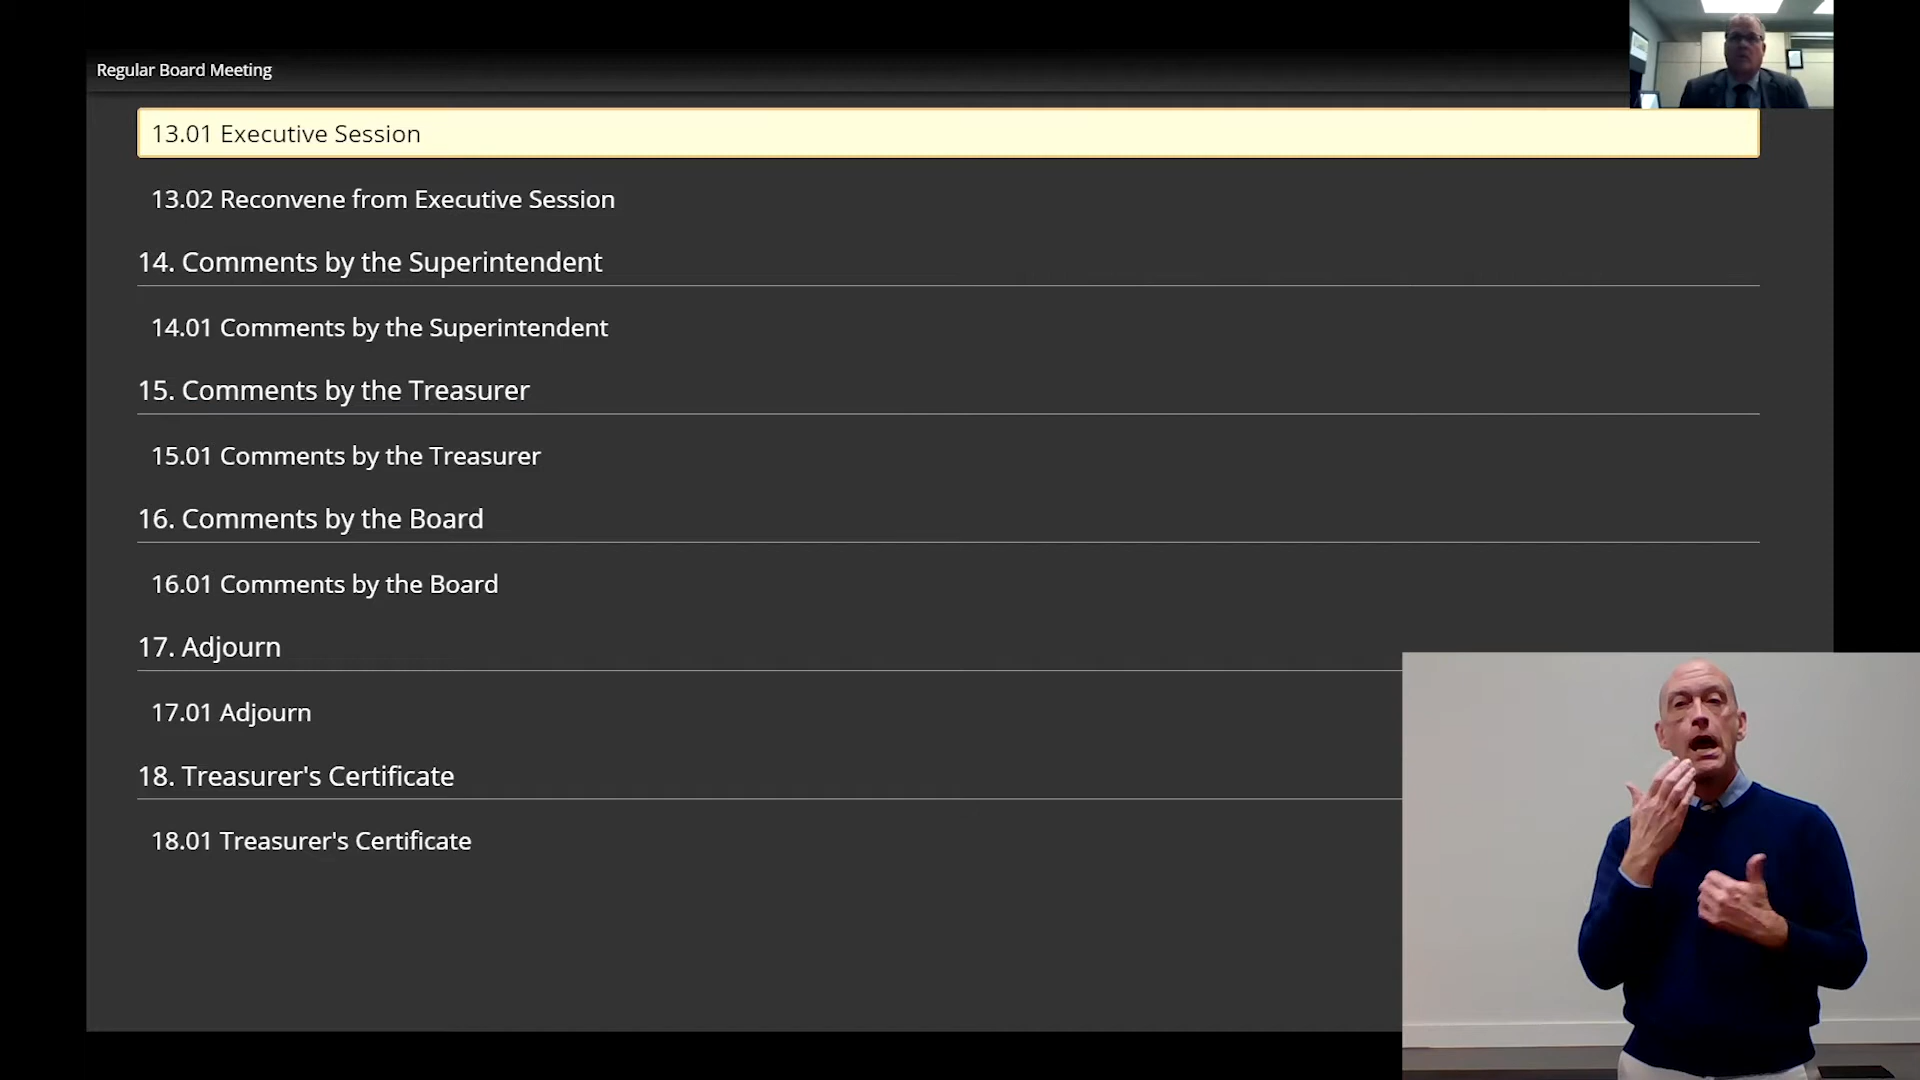 Regular Board Meeting
13.01 Executive Session
13.02 Reconvene from Executive Session
14. Comments by the Superintendent
14.01 Comments by the Superintendent
15. Comments by the Treasurer
15.01 Comments by the Treasurer
16. Comments by the Board
16.01 Comments by the Board
17. Adjourn
17.01 Adjourn
18. Treasurer's Certificate
18.01 Treasurer's Certificate